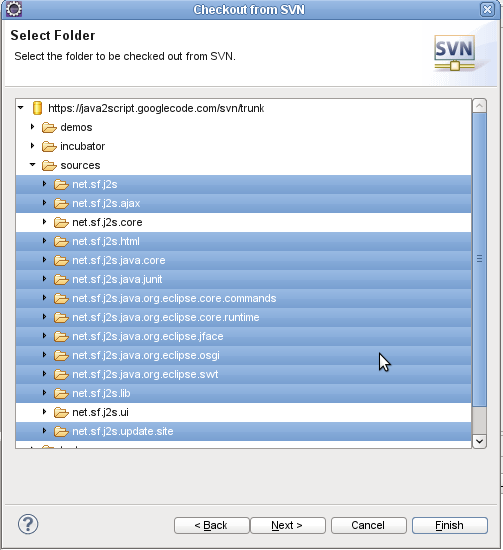 Checkout from SVN
Select Folder
Select the folder to be checked out from SVN.
SVN
https://java2script.googlecode.com/svn/trunk
demos
incubator
sources
net.sf.j2s
net.sf.j2s.ajax
net.sf.j2s.core
net.sf.j2s.html
net.sf.j2s.java.core
net.sf.j2s.java.junit
net.sf.j2s.java.org.eclipse.core.commands
net.sf.j2s.java.org.eclipse.core.runtime
net.sf.j2s.java.org.eclipse.jface
net.sf.j2s.java.org.eclipse.osgi
net.sf.j2s.java.org.eclipse.swt
net.sf.j2s.lib
net.sf.j2s.ui
net.sf.j2s.update.site
? < Back Next > Cancel Finish